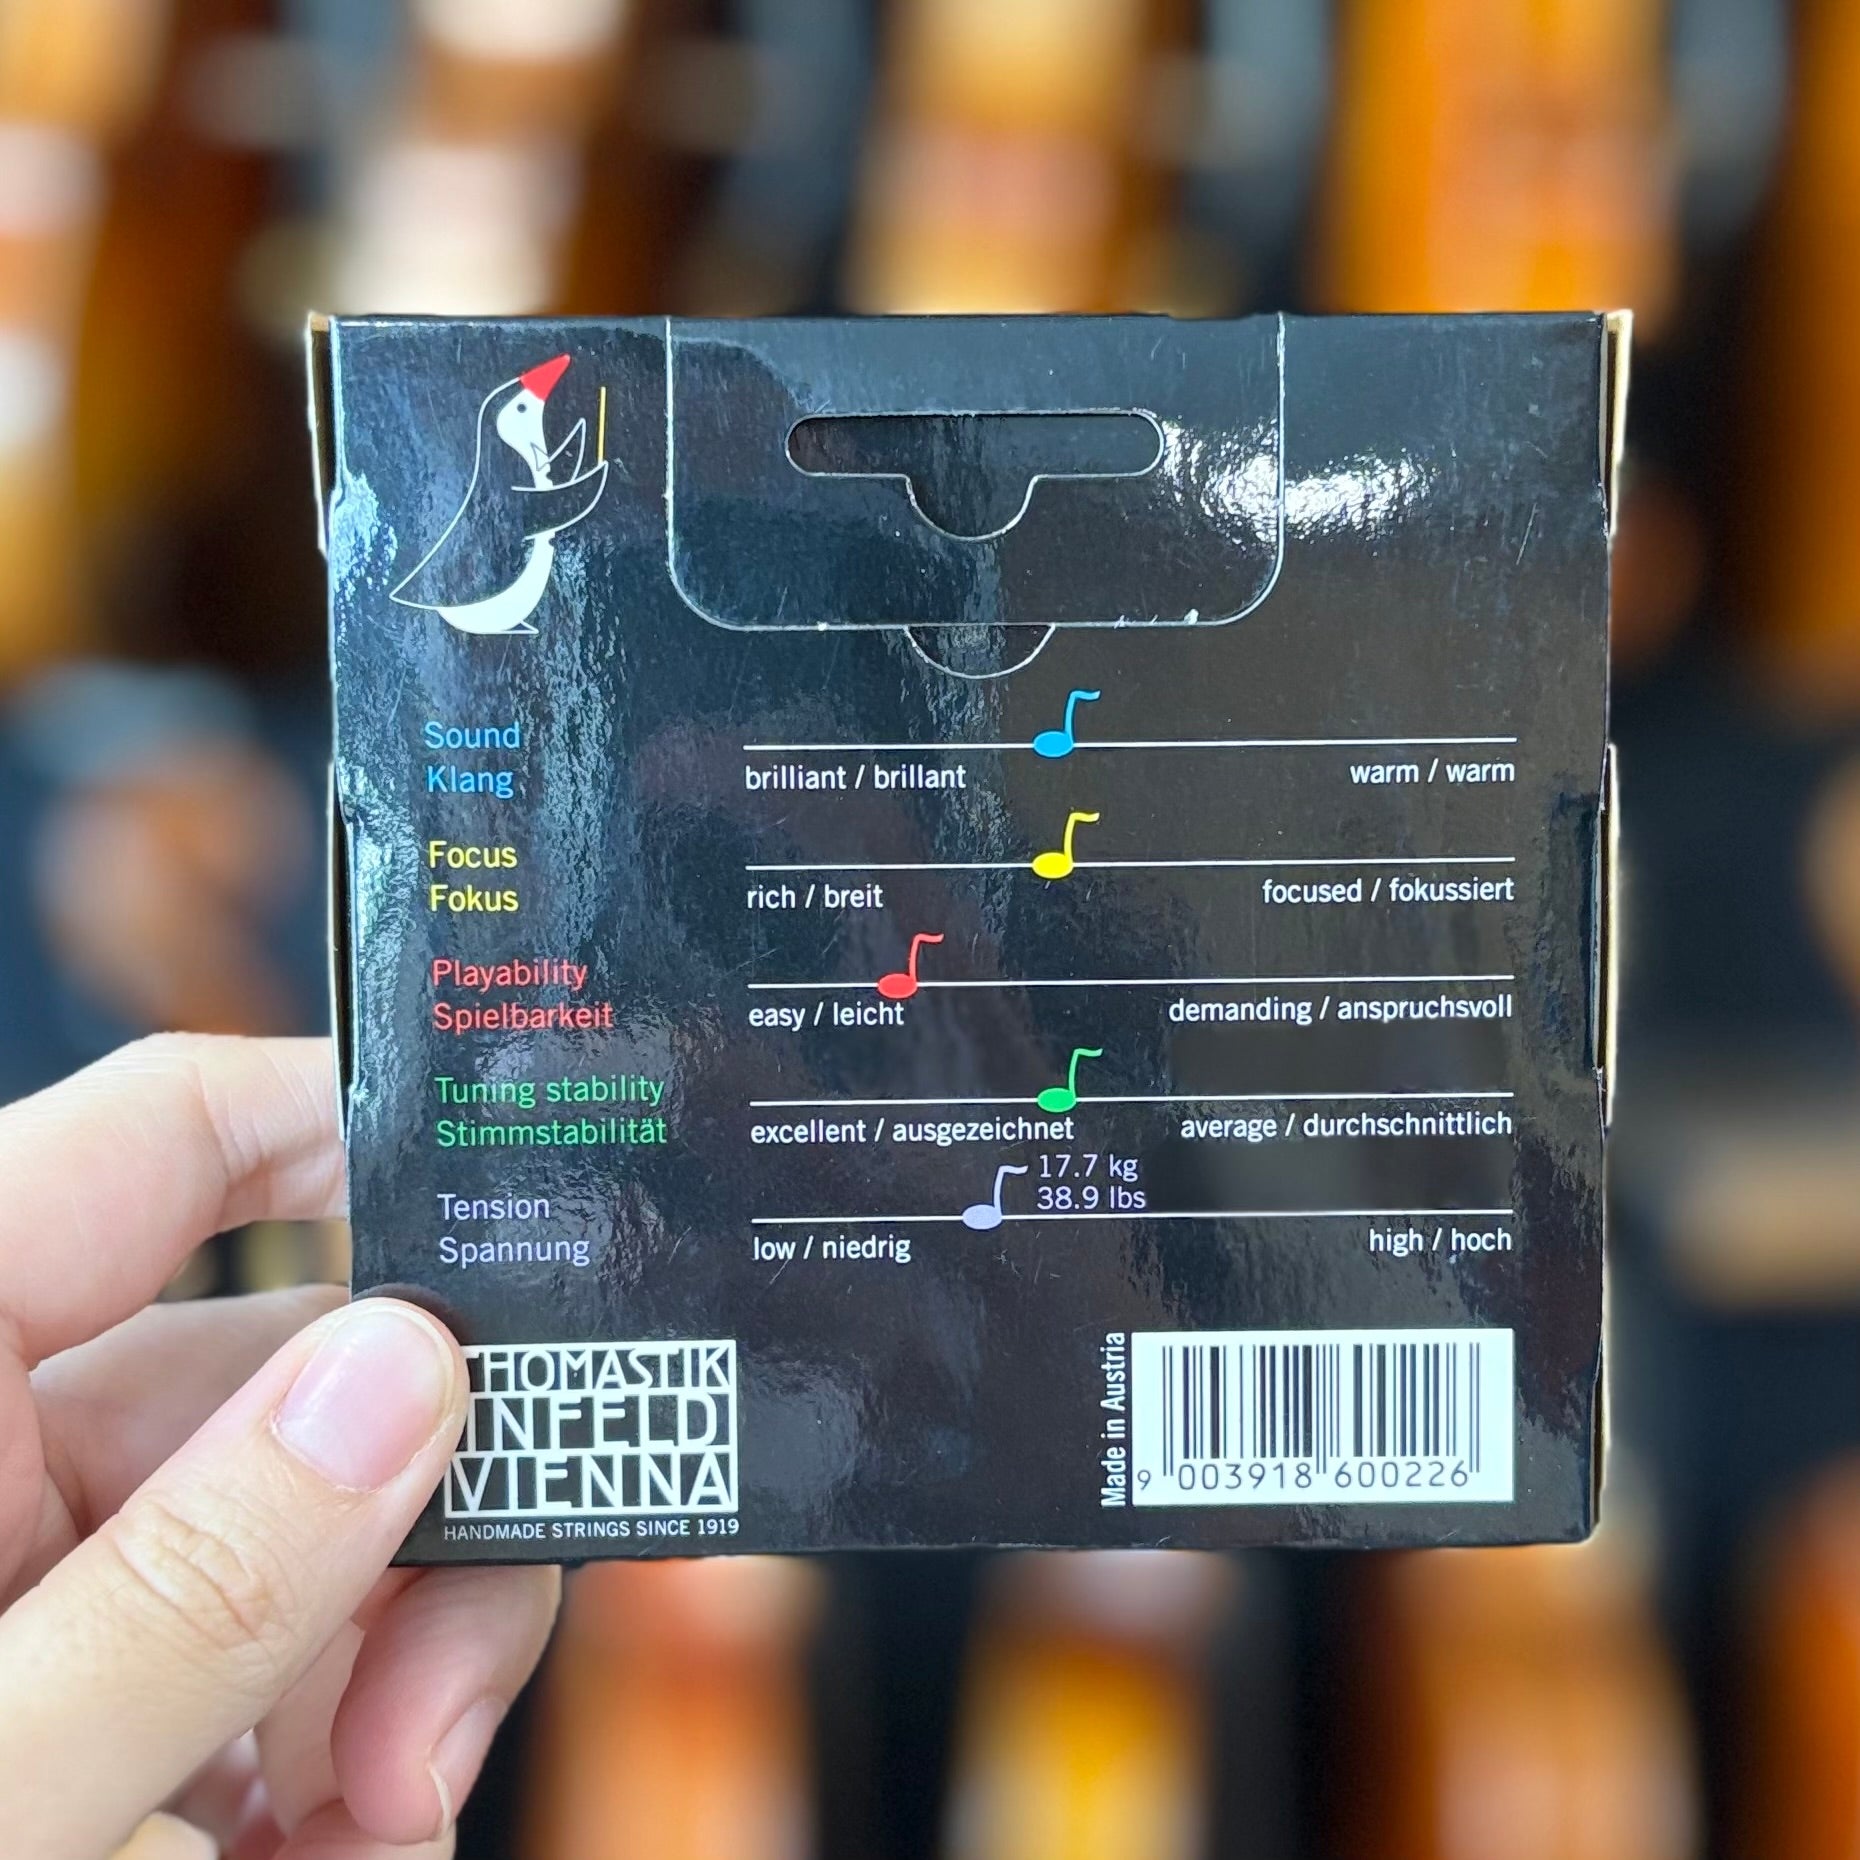 Sound
Klang
brilliant / brillant
warm / warm
Focus
Fokus
rich / breit
focused / fokussiert
Playability
Spielbarkeit
easy / leicht
demanding / anspruchsvoll
Tuning stability
Stimmstabilität
excellent / ausgezeichnet
average / durchschnittlich
Tension
Spannung
17.7 kg
38.9 lbs
low / niedrig
high / hoch
THOMASTIK
INFELD
VIENNA
HANDMADE STRINGS SINCE 1919
Made in Austria
9 003918 600226